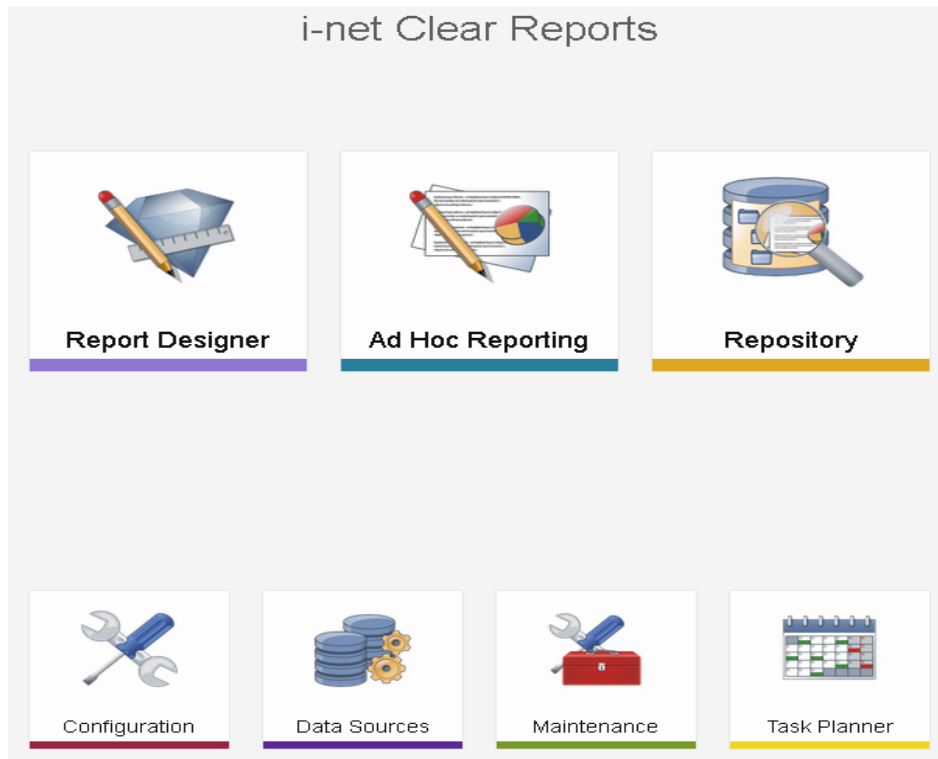 i-net Clear Reports
Report Designer
Ad Hoc Reporting
Repository
Configuration
Data Sources
Maintenance
Task Planner